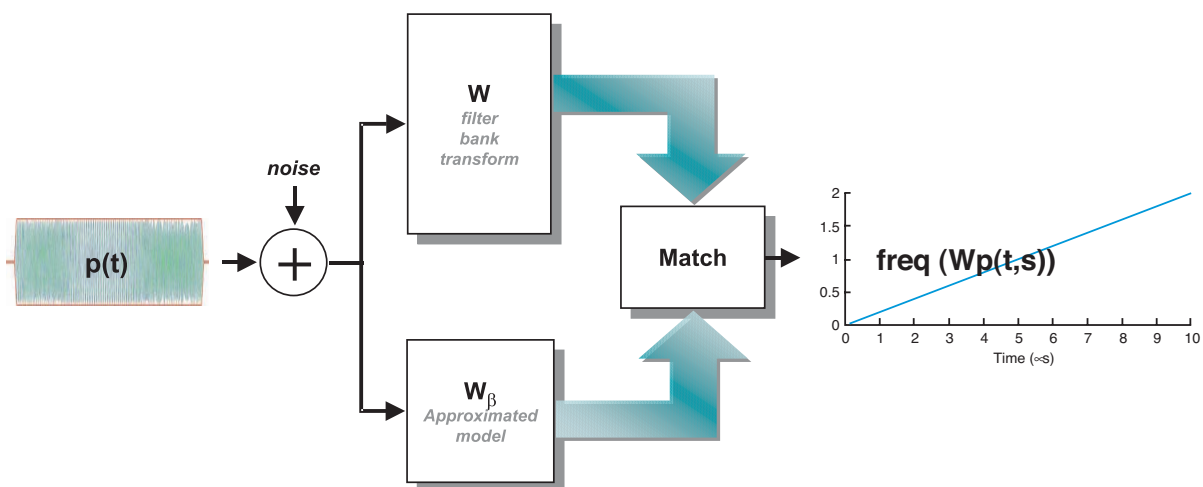 p(t)
noise
+
W
filter
bank
transform
W β
Approximated
model
Match
freq (Wp(t,s))
2
1.5
1
0.5
0
0 1 2 3 4 5 6 7 8 9 10
Time (∝s)